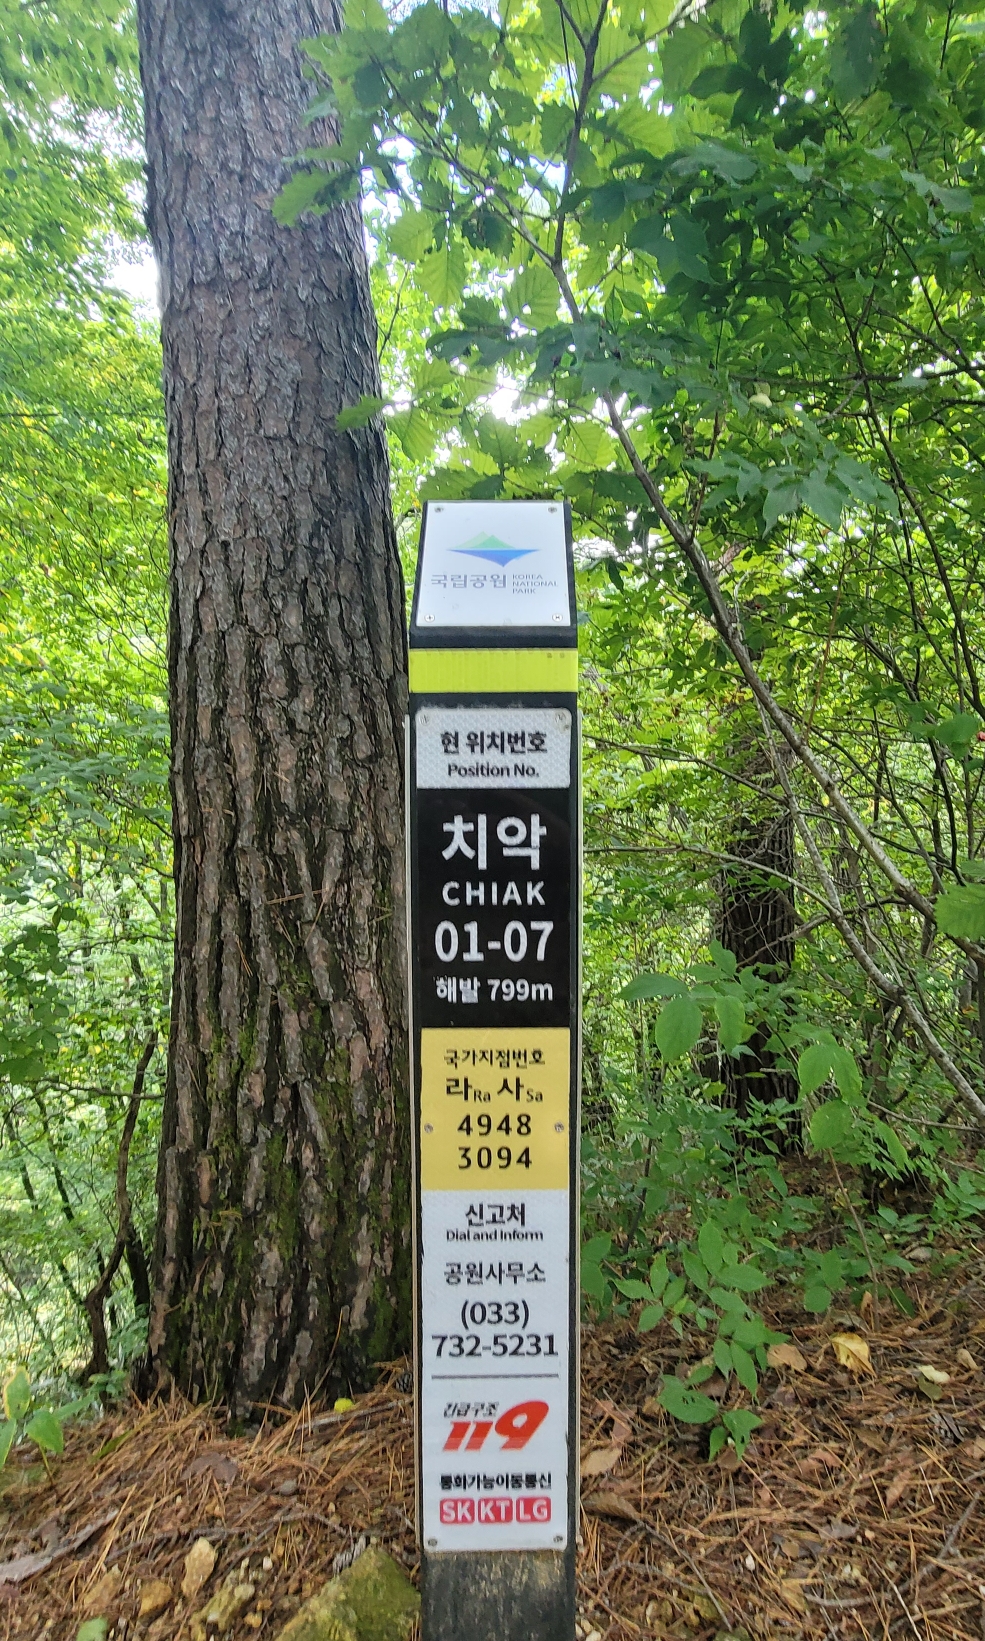 국립공원 KOREA
NATIONAL
PARK
현 위치번호
Position No.
치악
CHIAK
01-07
해발 799m
국가지점번호
라Ra 사Sa
4948
3094
신고처
Dial and Inform
공원사무소
(033)
732-5231
긴급구조
119
통화가능이동통신
SK KT LG